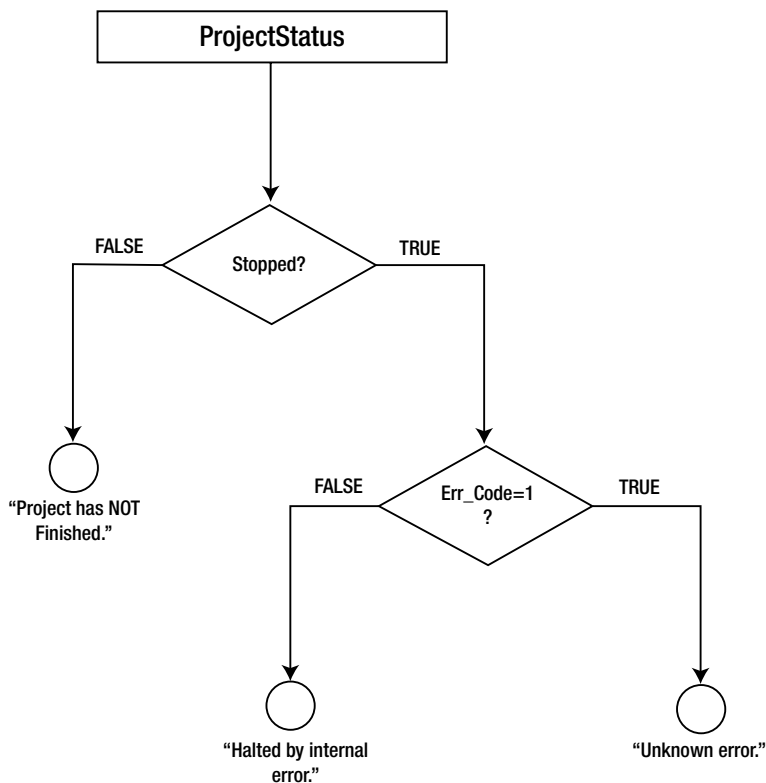 ProjectStatus
FALSE
Stopped?
TRUE
“Project has NOT
Finished.”
FALSE
Err_Code=1
?
TRUE
“Halted by internal
error.”
“Unknown error.”